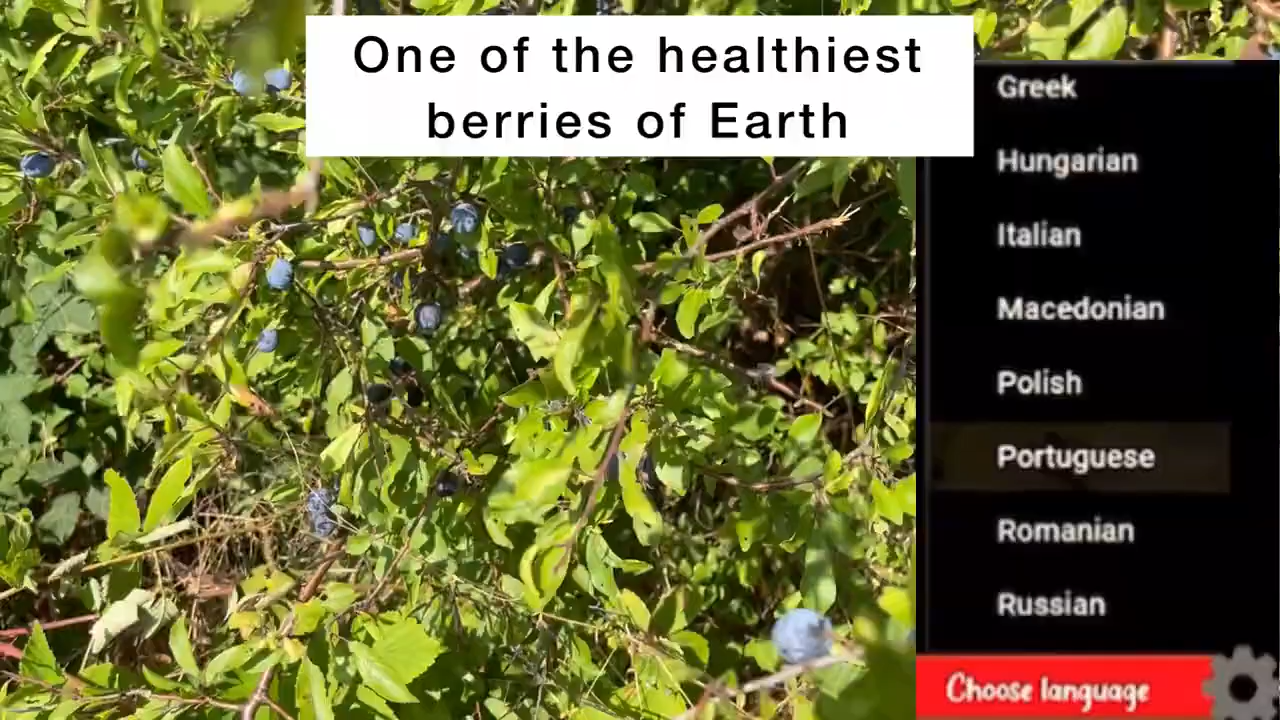 One of the healthiest
berries of Earth
Greek
Hungarian
Italian
Macedonian
Polish
Portuguese
Romanian
Russian
Choose language